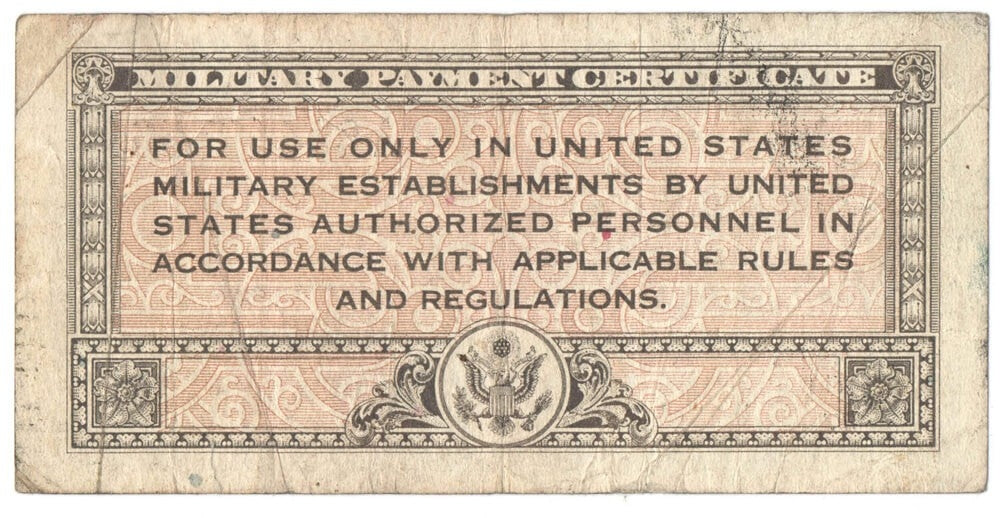 MILITARY PAYMENT CERTIFICATE
FOR USE ONLY IN UNITED STATES
MILITARY ESTABLISHMENTS BY UNITED
STATES AUTHORIZED PERSONNEL IN
ACCORDANCE WITH APPLICABLE RULES
AND REGULATIONS.